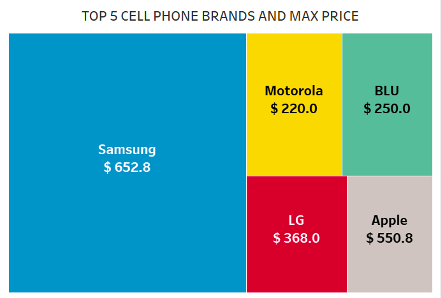 TOP 5 CELL PHONE BRANDS AND MAX PRICE
Samsung
$ 652.8
Motorola
$ 220.0
BLU
$ 250.0
LG
$ 368.0
Apple
$ 550.8